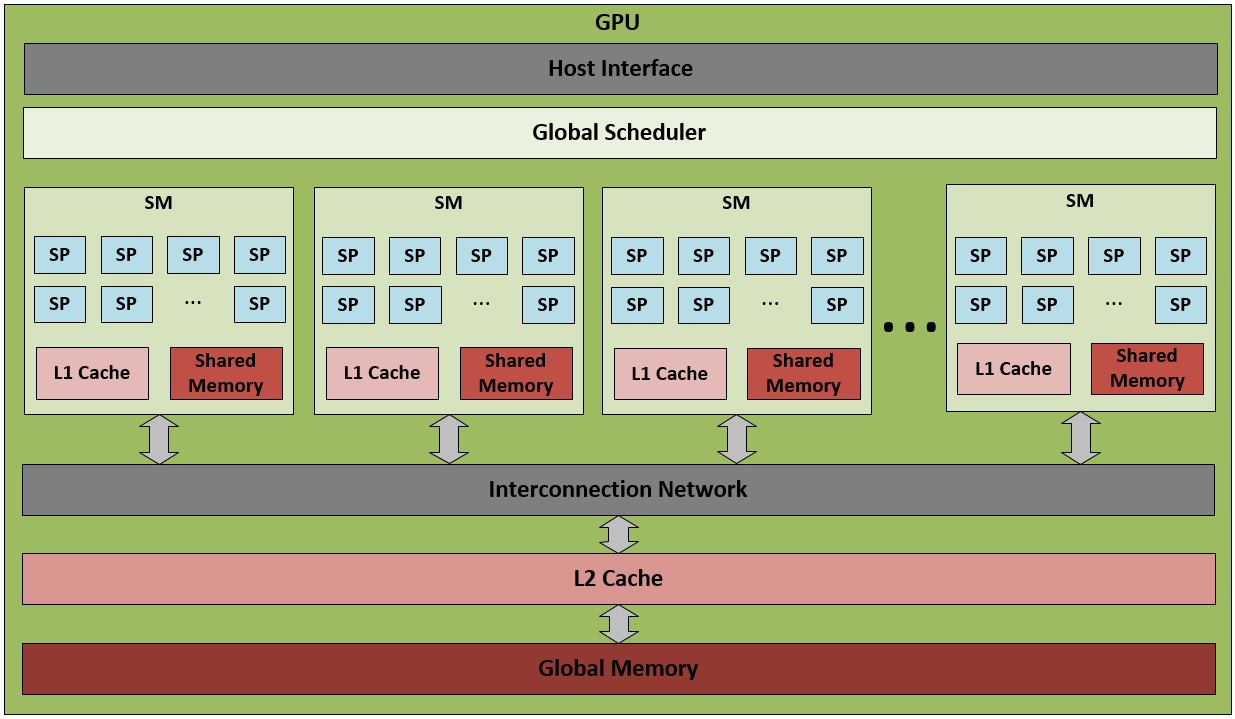 GPU
Host Interface
Global Scheduler
SM SM SM SM
SP SP SP SP SP SP SP SP SP SP SP SP SP SP SP SP
SP SP ... SP SP SP ... SP SP SP ... SP SP SP ... SP
...
L1 Cache Shared Memory L1 Cache Shared Memory L1 Cache Shared Memory L1 Cache Shared Memory
Interconnection Network
L2 Cache
Global Memory